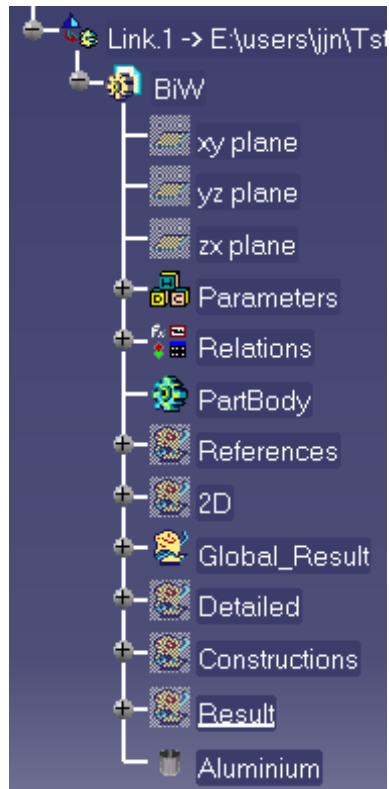 Link.1 -> E:\users\jjn\Tst
BiW
xy plane
yz plane
zx plane
Parameters
Relations
PartBody
References
2D
Global_Result
Detailed
Constructions
Result
Aluminium